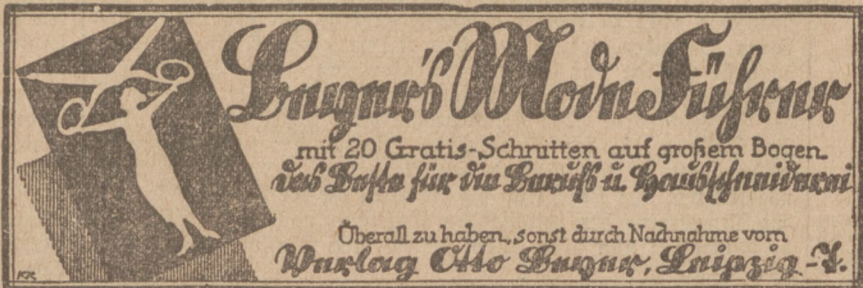 Beyer's Mode Führer
mit 20 Gratis-Schnitten auf großem Bogen
das Beste für die Berufs u. Hausschneiderei
Überall zu haben, sonst durch Nachnahme vom
Verlag Otto Beyer, Leipzig-T.
KR